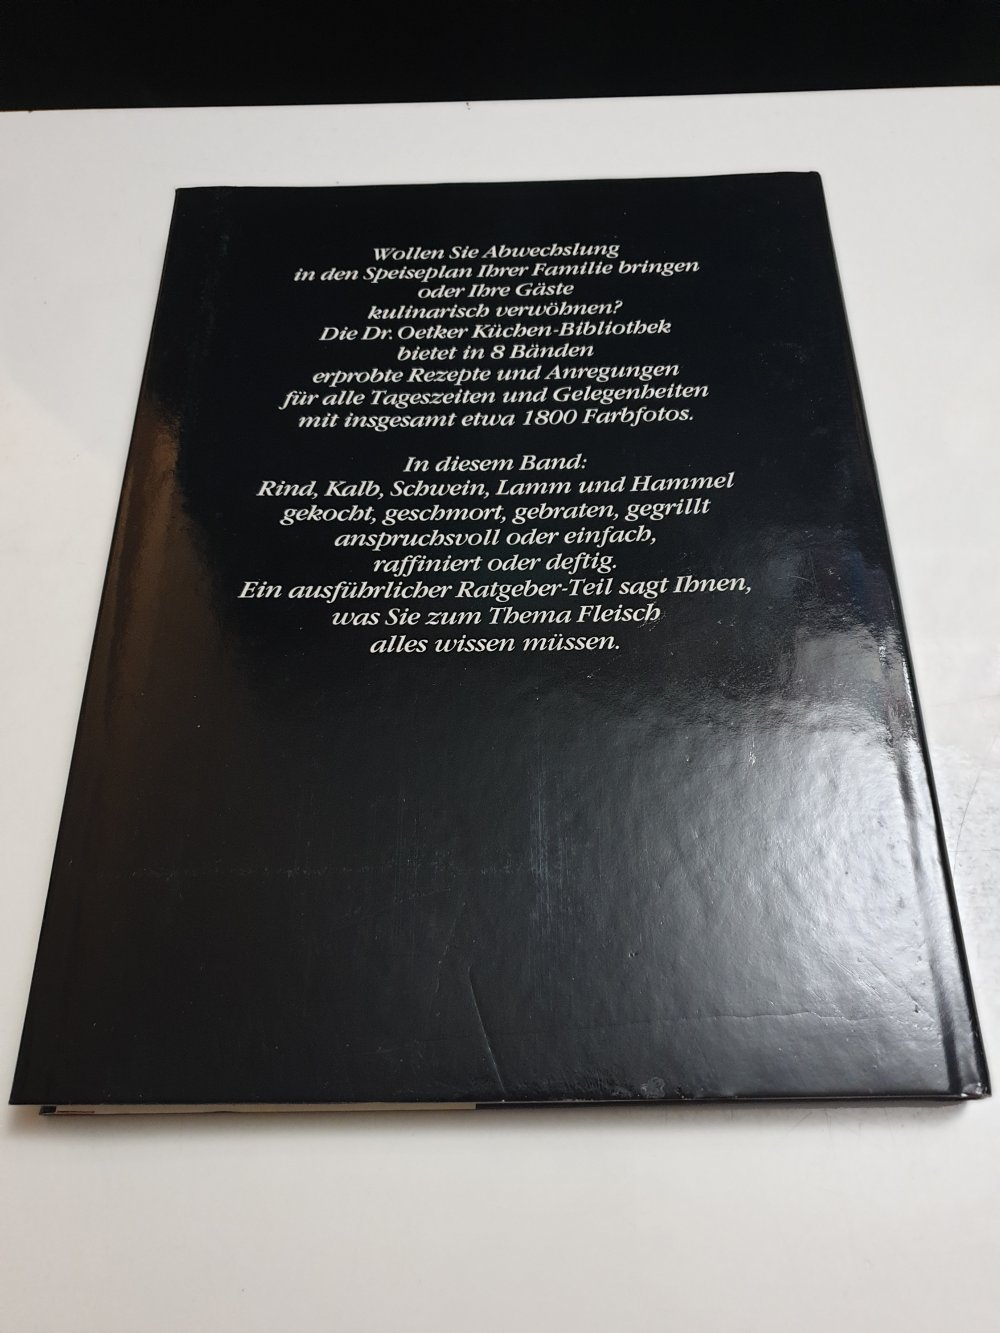 Wollen Sie Abwechslung
in den Speiseplan Ihrer Familie bringen
oder Ihre Gäste
kulinarisch verwöhnen?
Die Dr. Oetker Küchen-Bibliothek
bietet in 8 Bänden
erprobte Rezepte und Anregungen
für alle Tageszeiten und Gelegenheiten
mit insgesamt etwa 1800 Farbfotos.
In diesem Band:
Rind, Kalb, Schwein, Lamm und Hammel
gekocht, geschmort, gebraten, gegrillt
anspruchsvoll oder einfach,
raffiniert oder deftig.
Ein ausführlicher Ratgeber-Teil sagt Ihnen,
was Sie zum Thema Fleisch
alles wissen müssen.